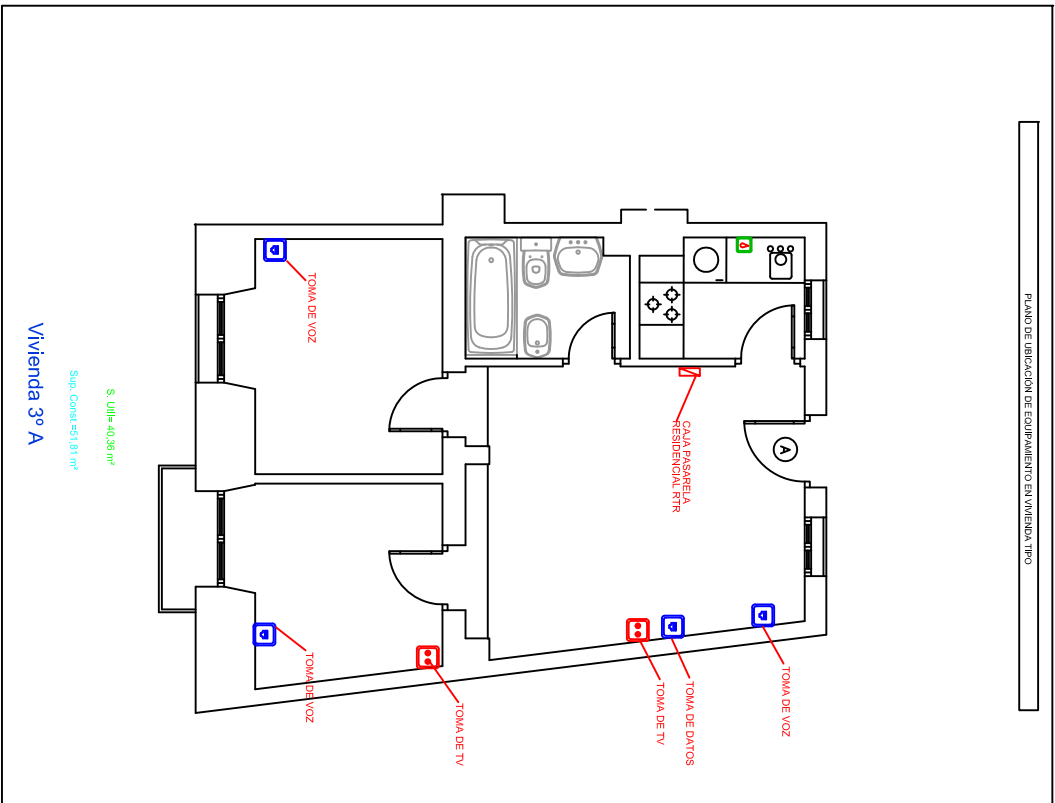 PLANO DE UBICACIÓN DE EQUIPAMIENTO EN VIVIENDA TIPO
A
TOMA DE VOZ
TOMA DE DATOS
TOMA DE TV
CAJA PASARELA
RESIDENCIAL RTR
TOMA DE TV
TOMA DE VOZ
TOMA DE VOZ
S. Util= 40,36 m²
Sup. Const.=51,81 m²
Vivienda 3º A